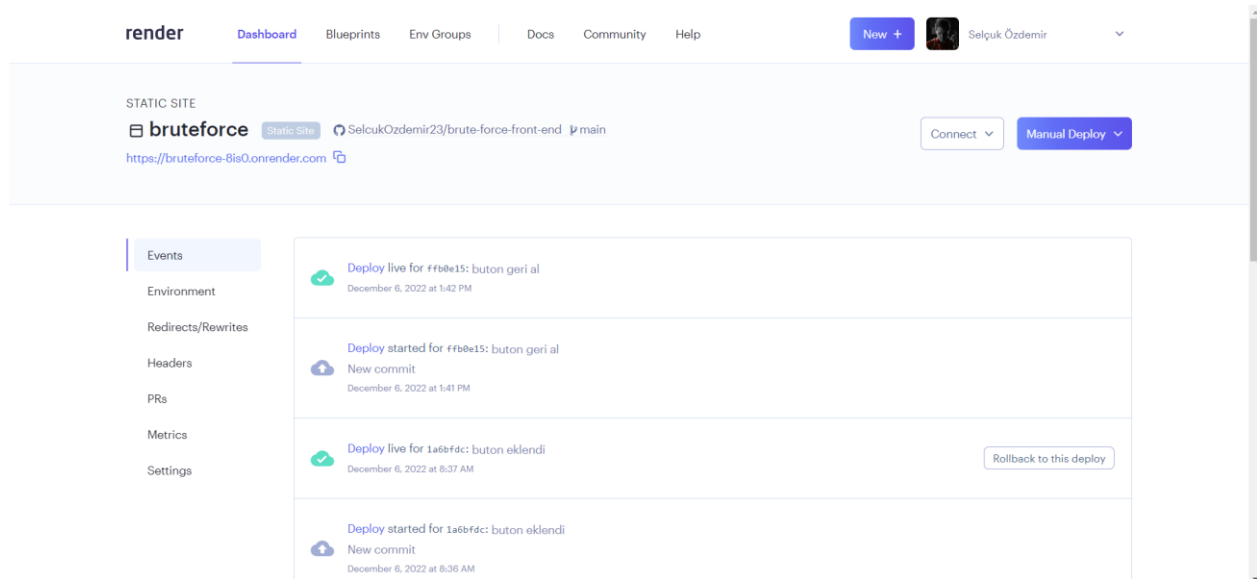 render Dashboard Blueprints Env Groups Docs Community Help New + Selçuk Özdemir
STATIC SITE
bruteforce Static Site SelcukOzdemir23/brute-force-front-end main
Connect Manual Deploy
https://bruteforce-8is0.onrender.com
Events
Environment
Redirects/Rewrites
Headers
PRs
Metrics
Settings
Deploy live for ffb0e15: buton geri al
December 6, 2022 at 1:42 PM
Deploy started for ffb0e15: buton geri al
New commit
December 6, 2022 at 1:41 PM
Deploy live for 1a6bfdc: buton eklendi
December 6, 2022 at 8:37 AM
Rollback to this deploy
Deploy started for 1a6bfdc: buton eklendi
New commit
December 6, 2022 at 8:36 AM